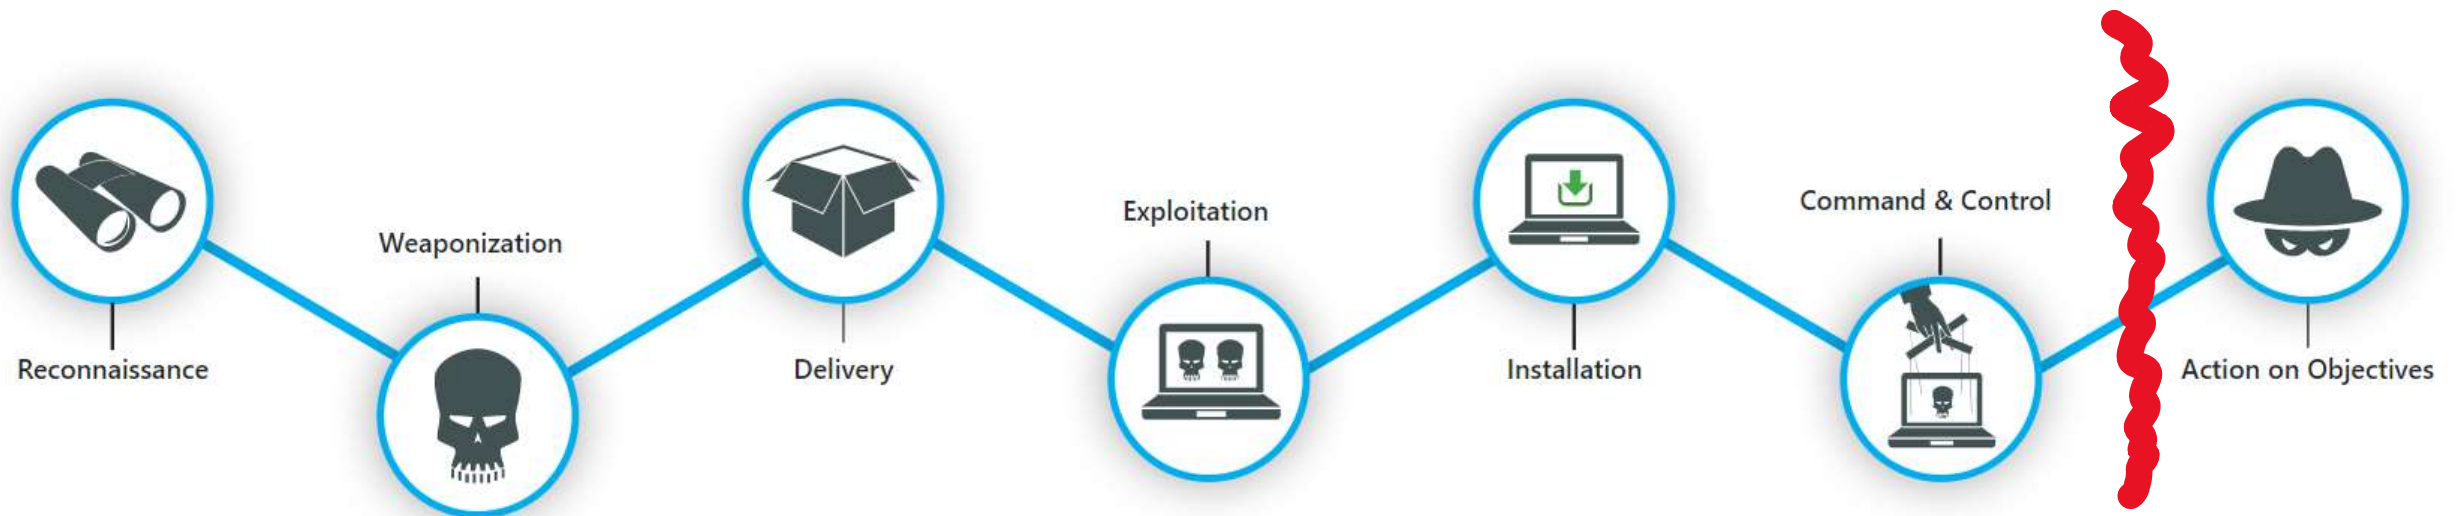 Reconnaissance
Weaponization
Delivery
Exploitation
Installation
Command & Control
Action on Objectives